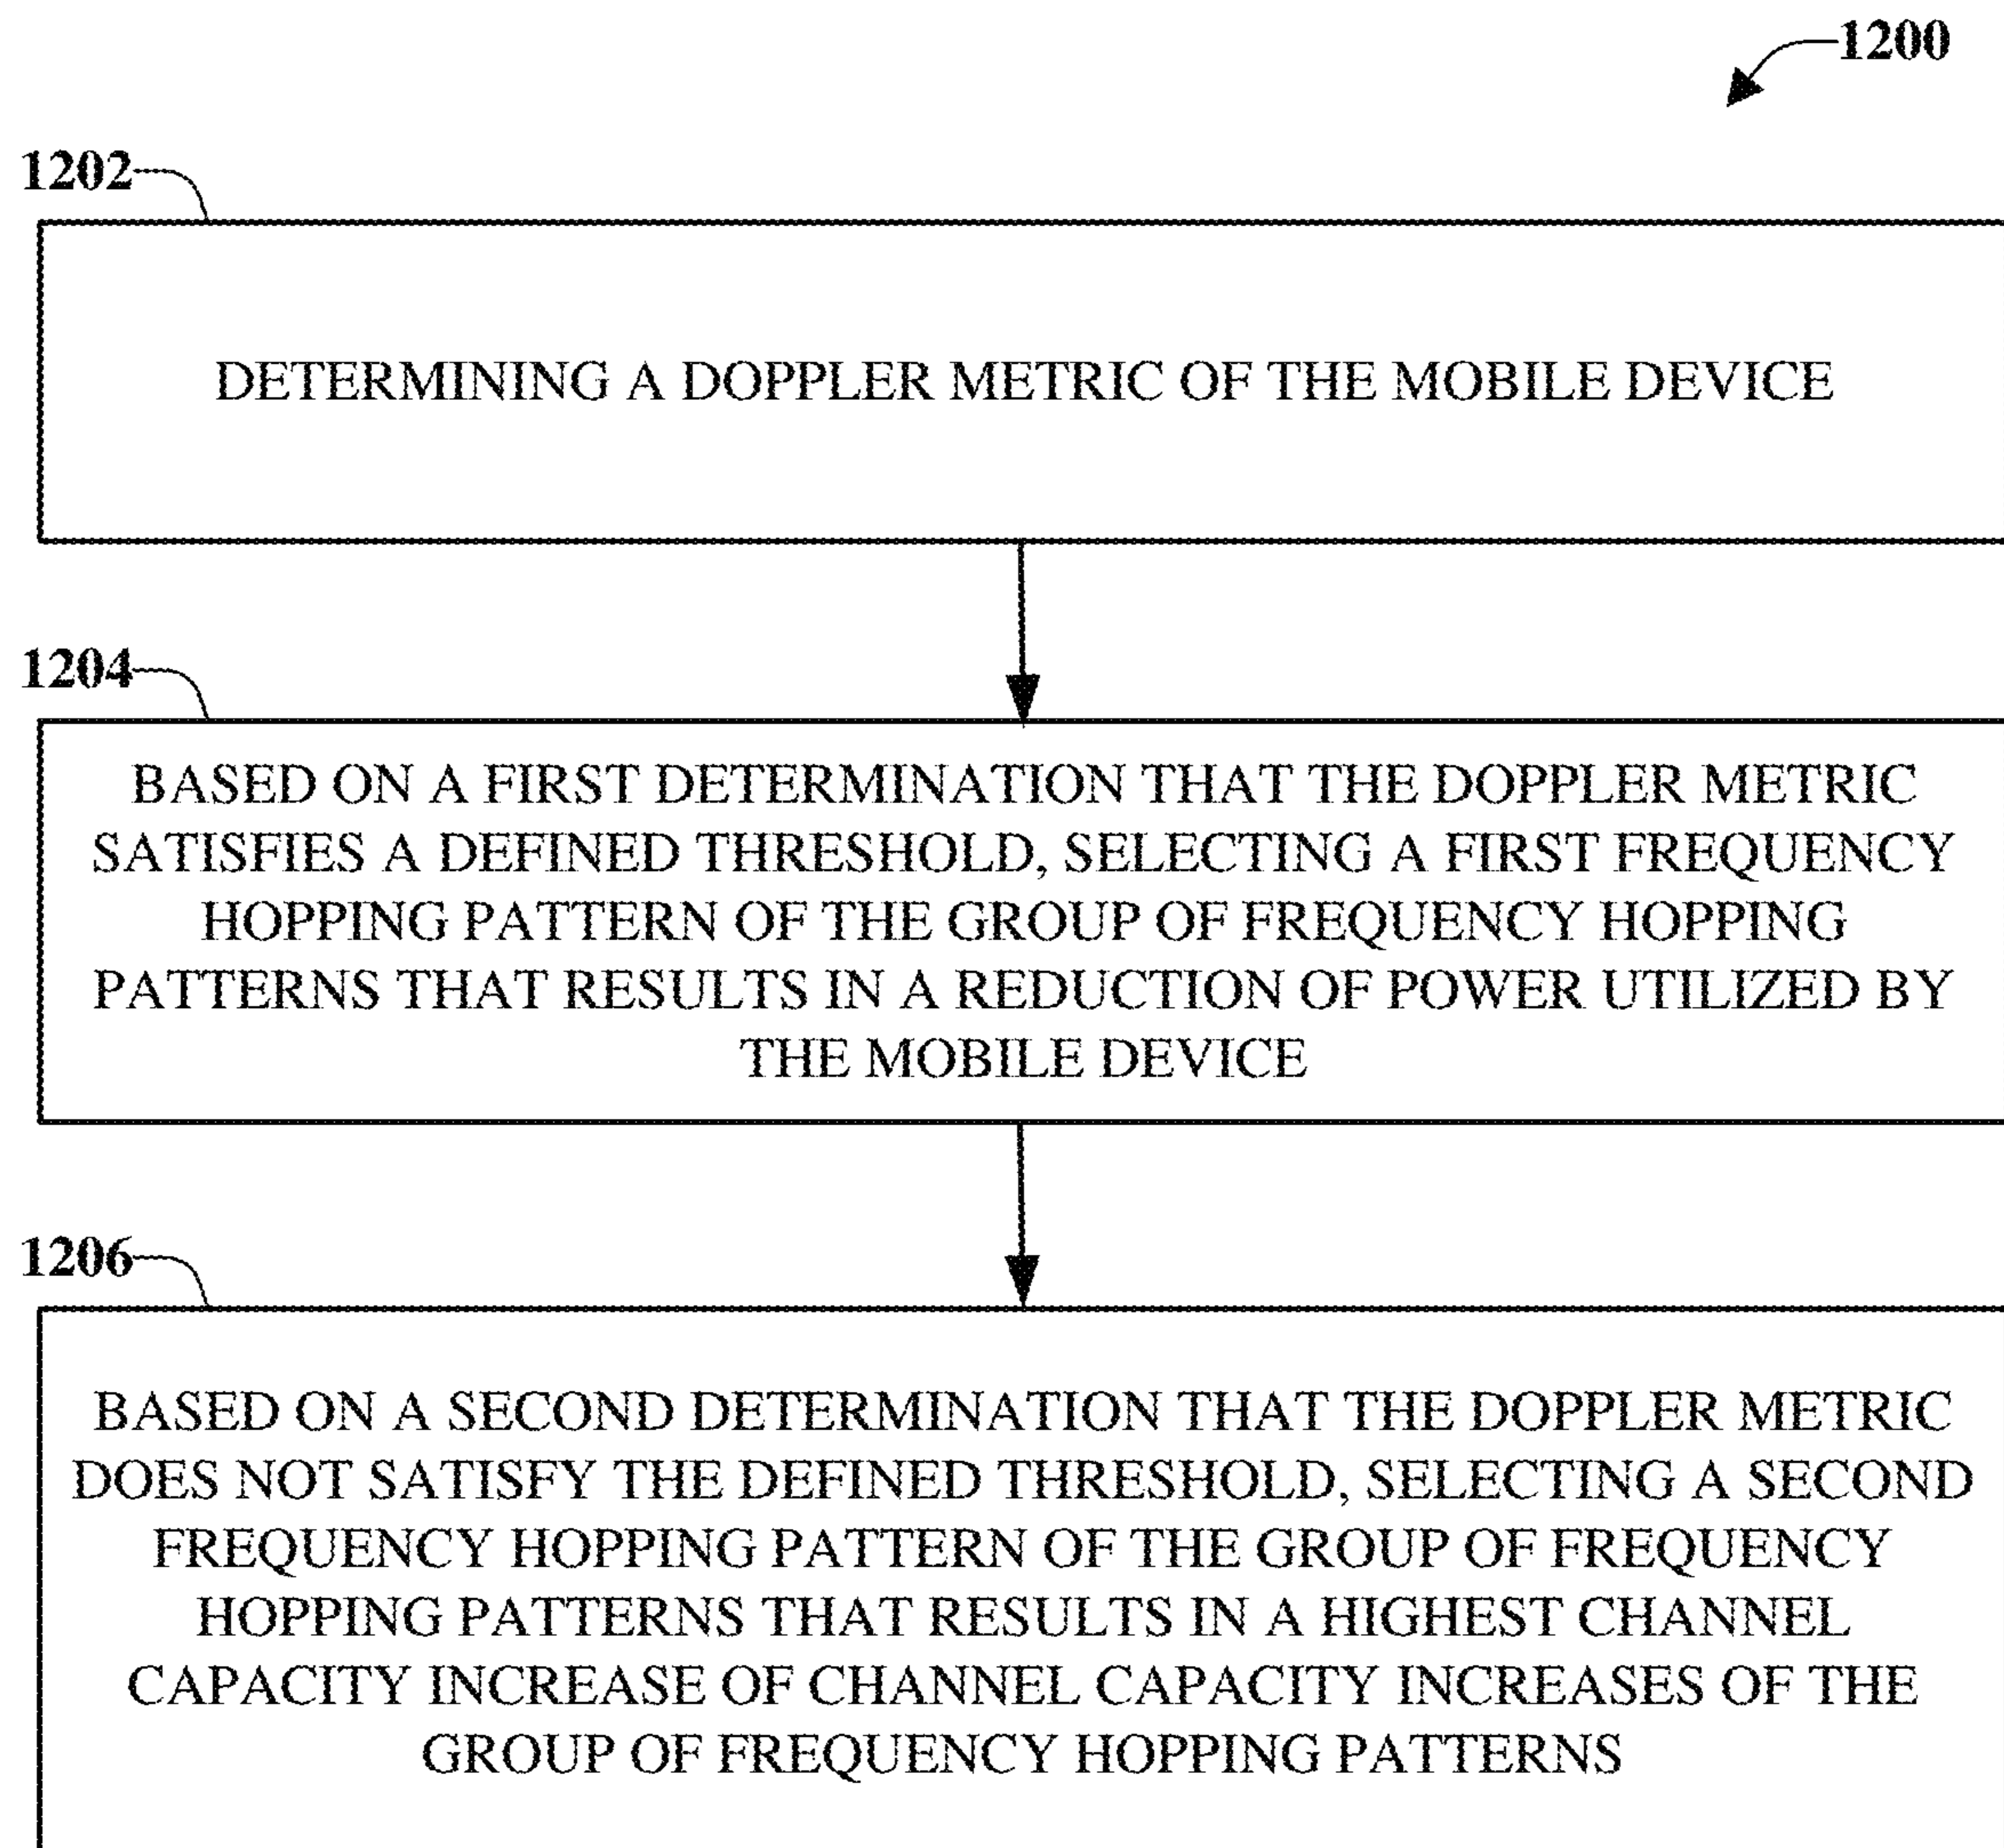 1200
1202
DETERMINING A DOPPLER METRIC OF THE MOBILE DEVICE
1204
BASED ON A FIRST DETERMINATION THAT THE DOPPLER METRIC
SATISFIES A DEFINED THRESHOLD, SELECTING A FIRST FREQUENCY
HOPPING PATTERN OF THE GROUP OF FREQUENCY HOPPING
PATTERNS THAT RESULTS IN A REDUCTION OF POWER UTILIZED BY
THE MOBILE DEVICE
1206
BASED ON A SECOND DETERMINATION THAT THE DOPPLER METRIC
DOES NOT SATISFY THE DEFINED THRESHOLD, SELECTING A SECOND
FREQUENCY HOPPING PATTERN OF THE GROUP OF FREQUENCY
HOPPING PATTERNS THAT RESULTS IN A HIGHEST CHANNEL
CAPACITY INCREASE OF CHANNEL CAPACITY INCREASES OF THE
GROUP OF FREQUENCY HOPPING PATTERNS